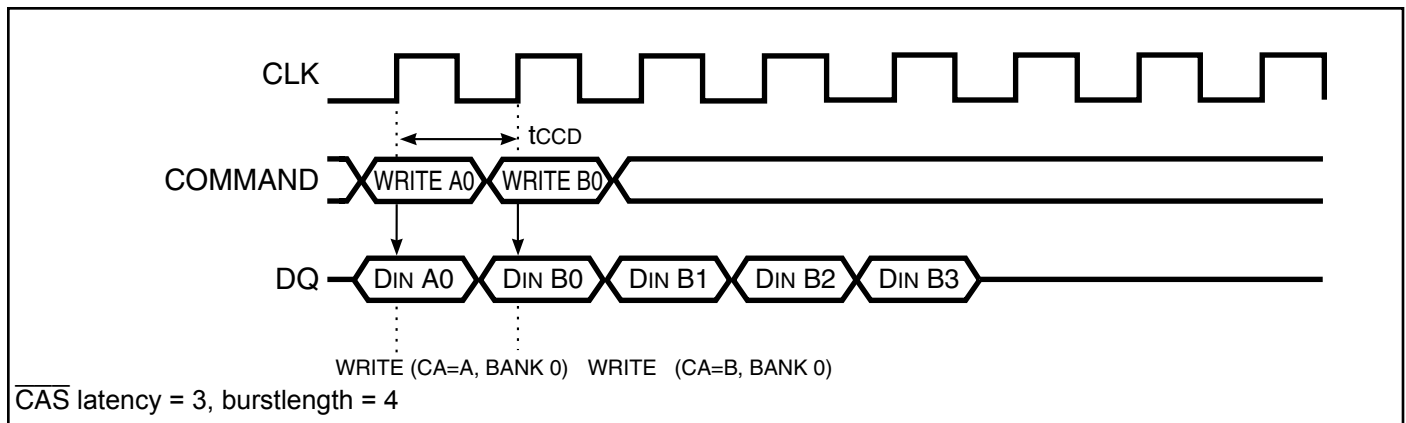 CLK
tCCD
COMMAND WRITE A0 WRITE B0
DQ DIN A0 DIN B0 DIN B1 DIN B2 DIN B3
WRITE (CA=A, BANK 0) WRITE (CA=B, BANK 0)
CAS latency = 3, burstlength = 4